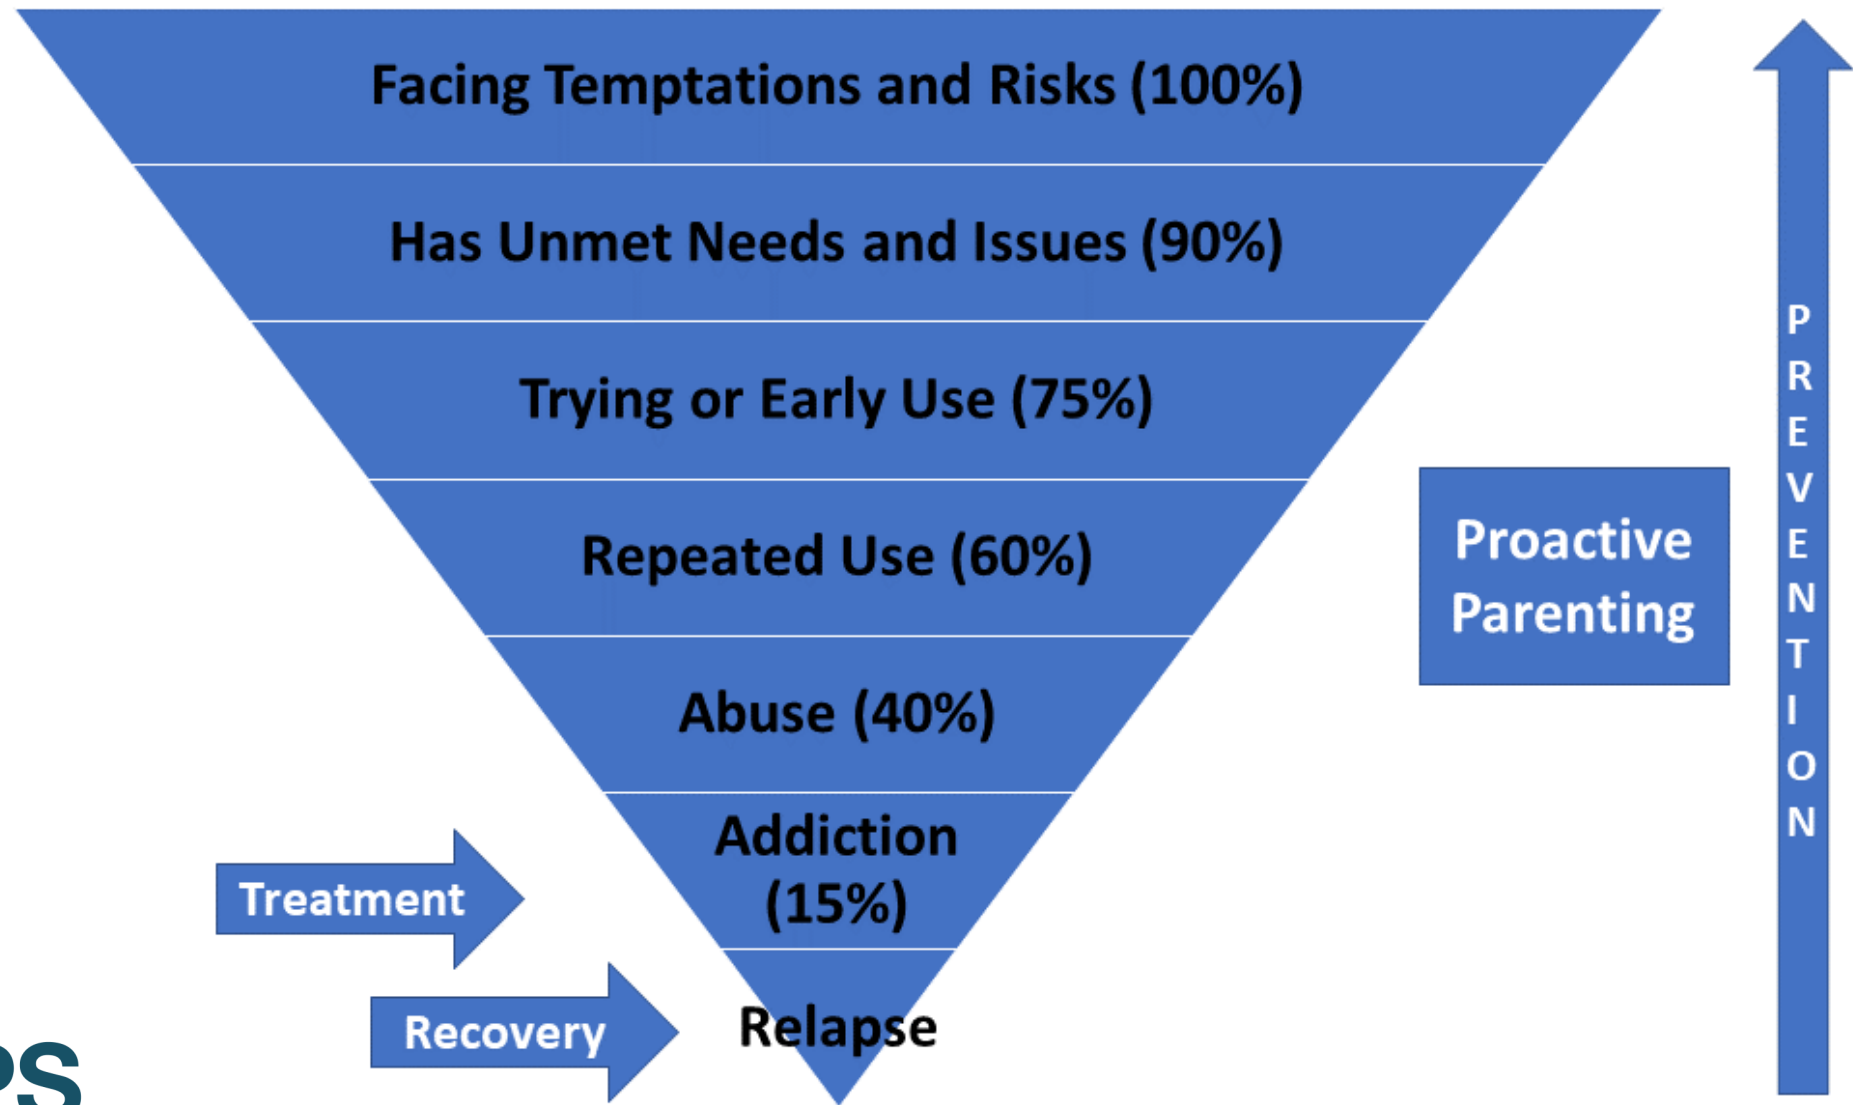 Facing Temptations and Risks (100%)
Has Unmet Needs and Issues (90%)
Trying or Early Use (75%)
Repeated Use (60%)
Abuse (40%)
Addiction
(15%)
Relapse
Treatment
Recovery
Proactive
Parenting
PREVENTION